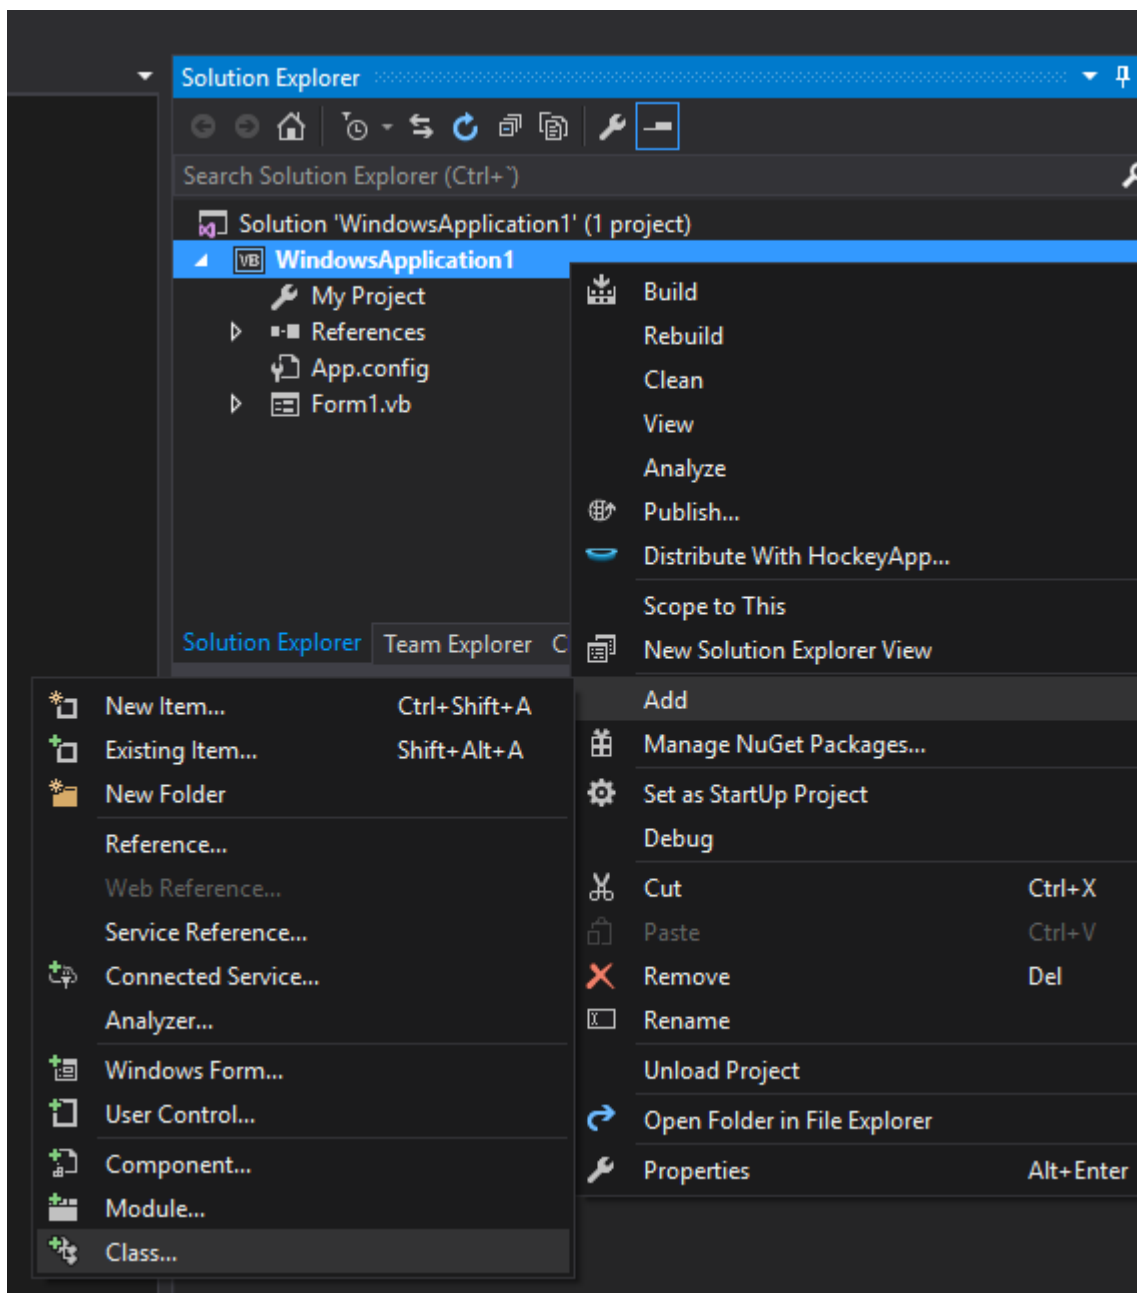 Solution Explorer
Search Solution Explorer (Ctrl+`)
Solution 'WindowsApplication1' (1 project)
VB WindowsApplication1
My Project
References
App.config
Form1.vb
Solution Explorer Team Explorer C
Build
Rebuild
Clean
View
Analyze
Publish...
Distribute With HockeyApp...
Scope to This
New Solution Explorer View
Add
Manage NuGet Packages...
Set as StartUp Project
Debug
Cut Ctrl+X
Paste Ctrl+V
Remove Del
Rename
Unload Project
Open Folder in File Explorer
Properties Alt+Enter
New Item... Ctrl+Shift+A
Existing Item... Shift+Alt+A
New Folder
Reference...
Web Reference...
Service Reference...
Connected Service...
Analyzer...
Windows Form...
User Control...
Component...
Module...
Class...